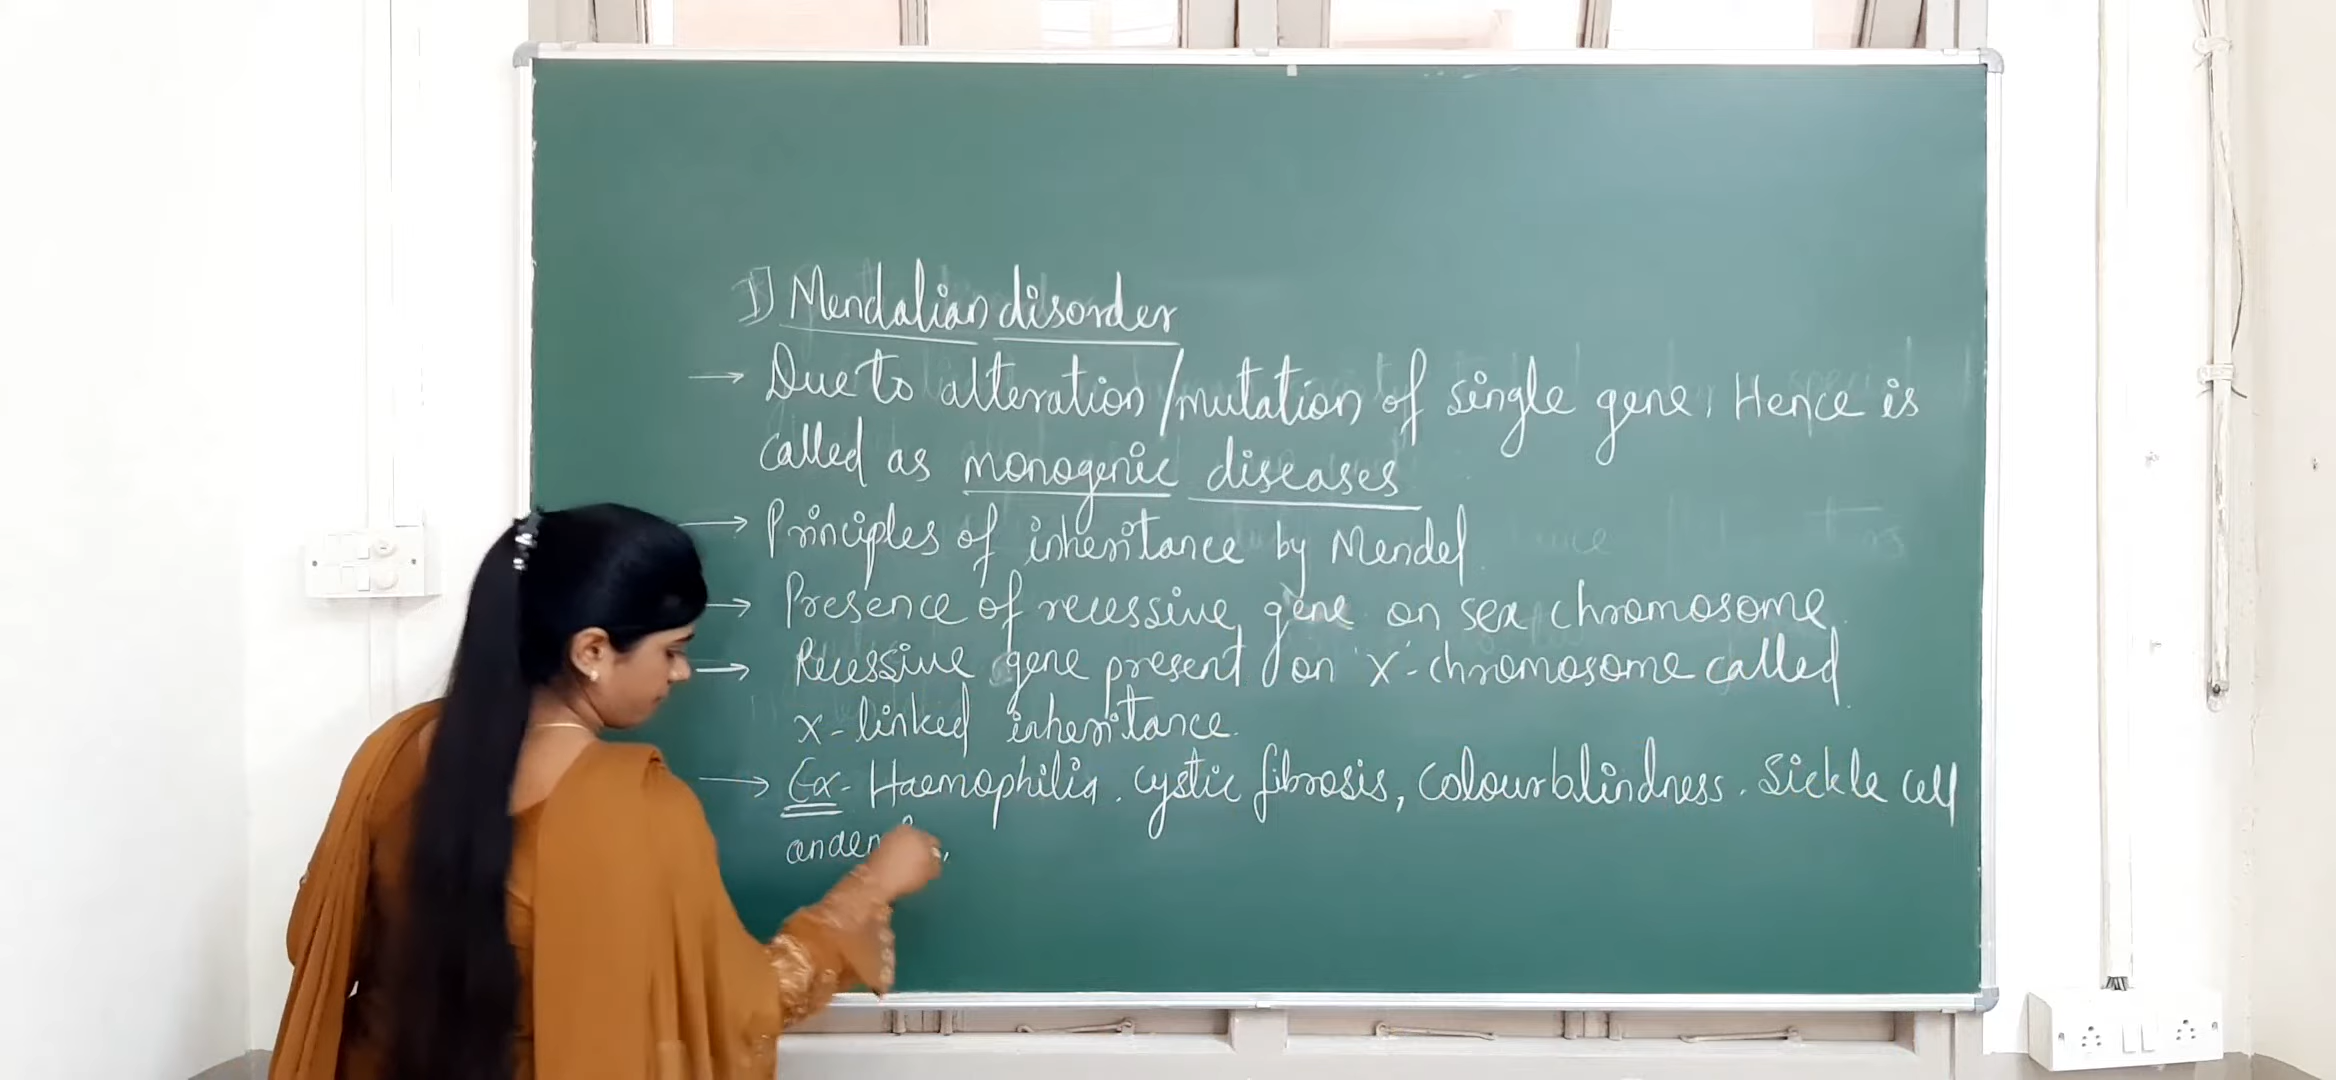 I] Mendalian disorder
→ Due to alteration/mutation of single gene, Hence is
called as monogenic diseases
→ Principles of inheritance by Mendel.
→ Presence of recessive gene on sex chromosome.
→ Recessive gene present on 'X'-chromosome called
x-linked inheritance.
→ Ex- Haemophilia. cystic fibrosis, Colourblindness. Sickle cell